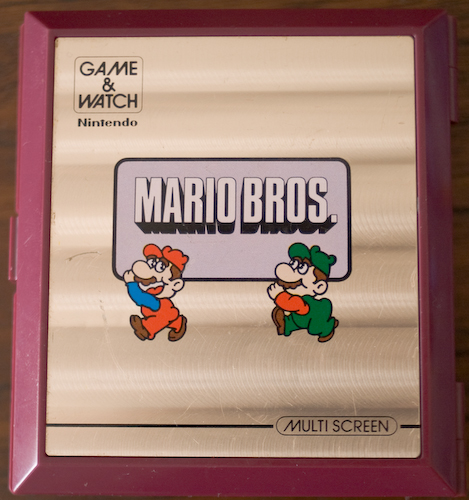 GAME
&
WATCH
Nintendo
MARIO BROS.
MULTI SCREEN